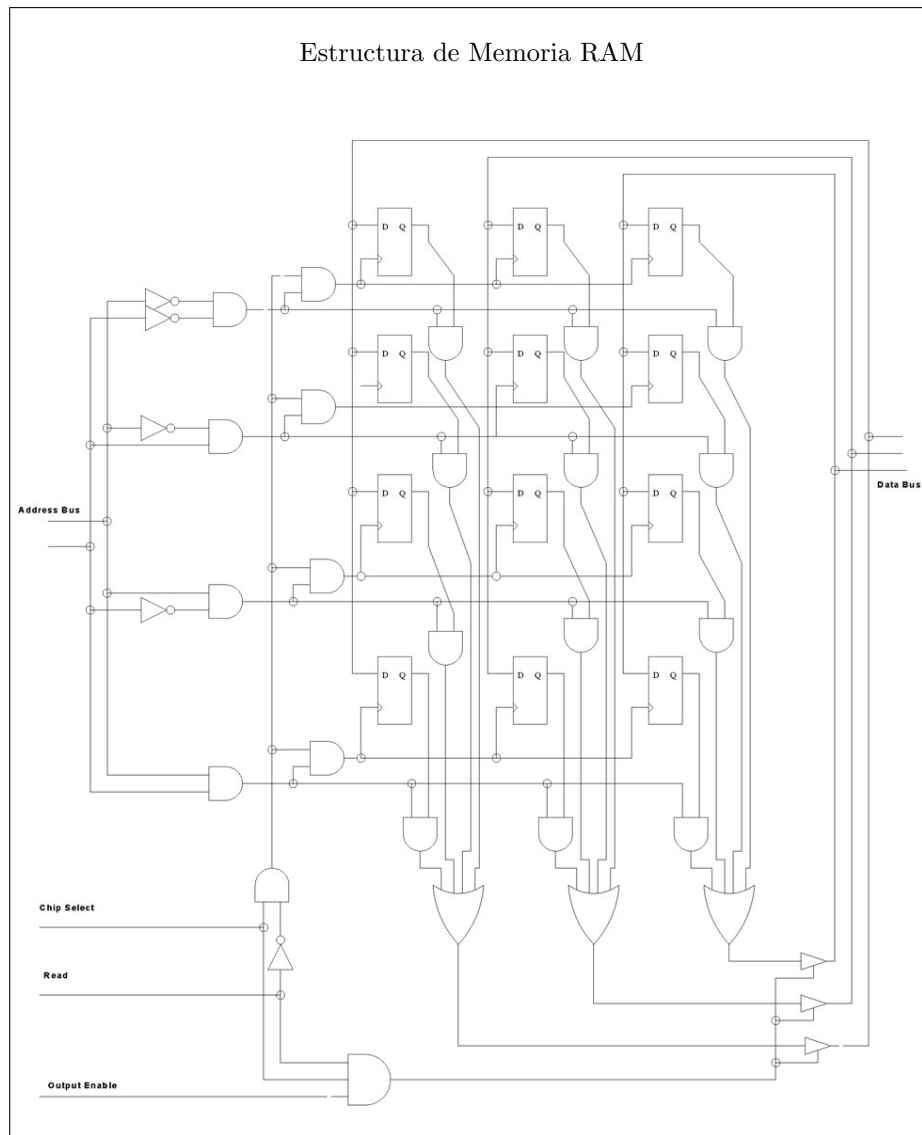 Estructura de Memoria RAM
D Q D Q D Q
D Q D Q D Q
Data Bus
D Q D Q D Q
Address Bus
D Q D Q D Q
Chip Select
Read
Output Enable